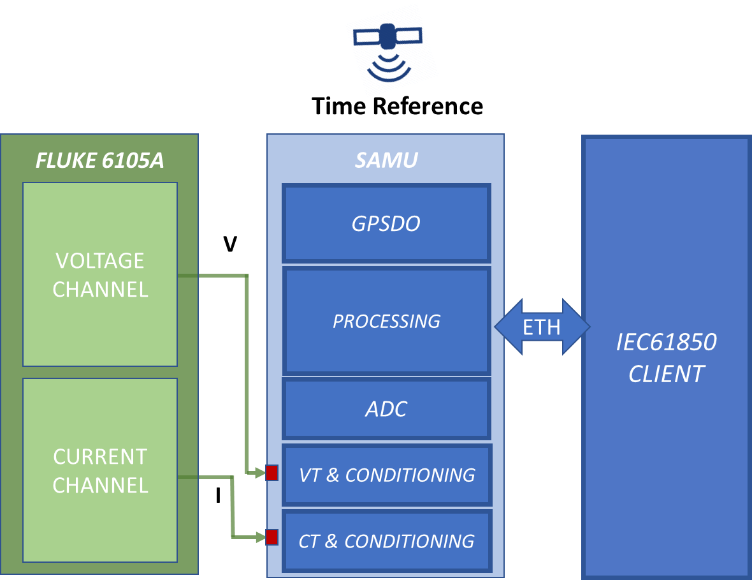 Time Reference
FLUKE 6105A
VOLTAGE
CHANNEL
CURRENT
CHANNEL
V
I
SAMU
GPSDO
PROCESSING
ADC
VT & CONDITIONING
CT & CONDITIONING
ETH
IEC61850
CLIENT